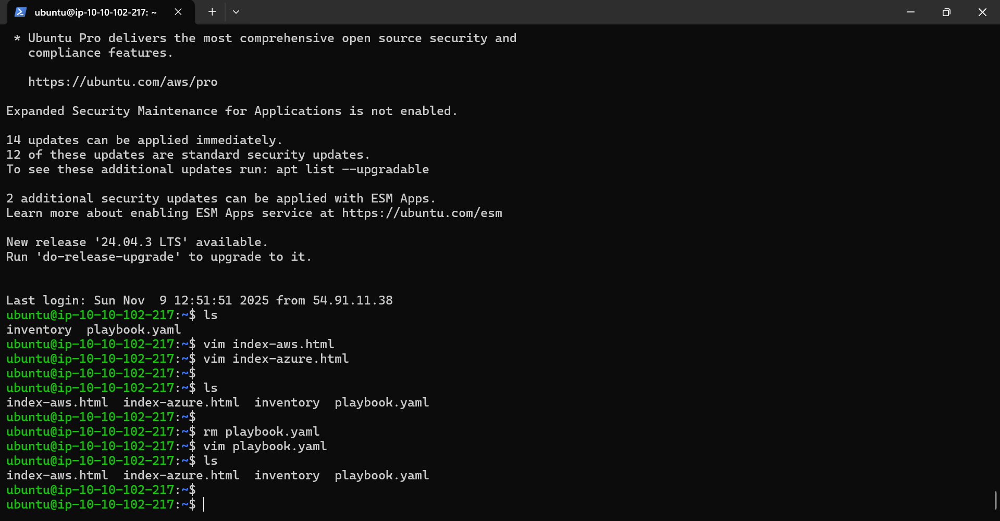 ubuntu@ip-10-10-102-217: ~
* Ubuntu Pro delivers the most comprehensive open source security and
compliance features.
https://ubuntu.com/aws/pro
Expanded Security Maintenance for Applications is not enabled.
14 updates can be applied immediately.
12 of these updates are standard security updates.
To see these additional updates run: apt list --upgradable
2 additional security updates can be applied with ESM Apps.
Learn more about enabling ESM Apps service at https://ubuntu.com/esm
New release '24.04.3 LTS' available.
Run 'do-release-upgrade' to upgrade to it.
Last login: Sun Nov  9 12:51:51 2025 from 54.91.11.38
ubuntu@ip-10-10-102-217:~$ ls
inventory  playbook.yaml
ubuntu@ip-10-10-102-217:~$ vim index-aws.html
ubuntu@ip-10-10-102-217:~$ vim index-azure.html
ubuntu@ip-10-10-102-217:~$
ubuntu@ip-10-10-102-217:~$ ls
index-aws.html  index-azure.html  inventory  playbook.yaml
ubuntu@ip-10-10-102-217:~$
ubuntu@ip-10-10-102-217:~$ rm playbook.yaml
ubuntu@ip-10-10-102-217:~$ vim playbook.yaml
ubuntu@ip-10-10-102-217:~$ ls
index-aws.html  index-azure.html  inventory  playbook.yaml
ubuntu@ip-10-10-102-217:~$
ubuntu@ip-10-10-102-217:~$